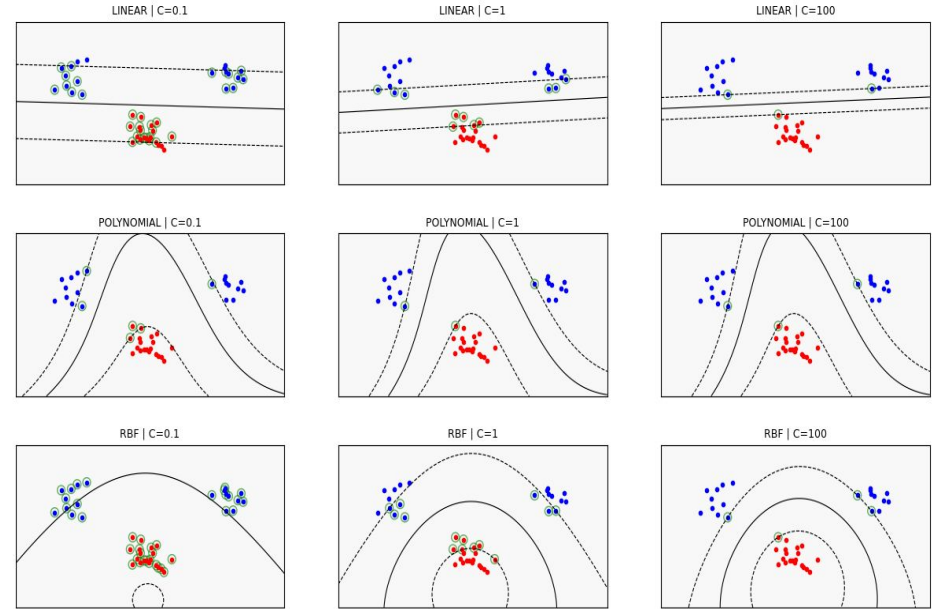 LINEAR | C=0.1
LINEAR | C=1
LINEAR | C=100
POLYNOMIAL | C=0.1
POLYNOMIAL | C=1
POLYNOMIAL | C=100
RBF | C=0.1
RBF | C=1
RBF | C=100